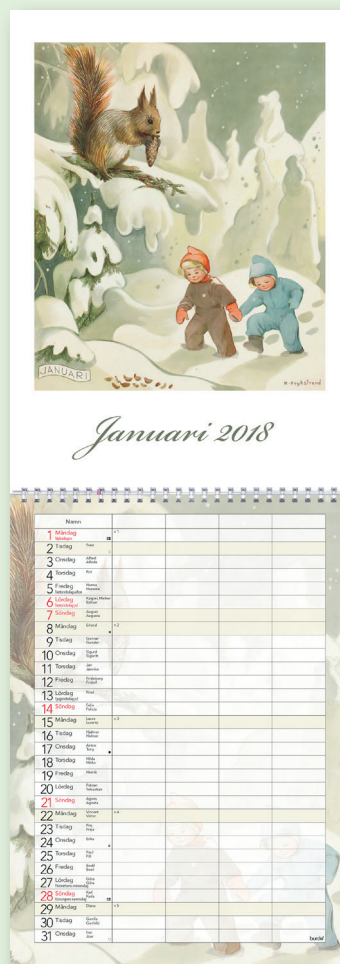 JANUARI
Januari 2018
Namn
1 Måndag v 1
Nyårsdagen
2 Tisdag Svea
3 Onsdag Alfred
Alfrida
4 Torsdag Rut
5 Fredag Hanna,
Trettondagsafton Hannele
6 Lördag Kasper, Melker
Trettondedag jul Baltsar
7 Söndag August
Augusta
8 Måndag Erland v 2
9 Tisdag Gunnar
Gunder
10 Onsdag Sigurd
Sigbritt
11 Torsdag Jan
Jannike
12 Fredag Frideborg
Fridolf
13 Lördag Knut
Tjugondedag jul
14 Söndag Felix
Felicia
15 Måndag Laura
Lorentz v 3
16 Tisdag Hjalmar
Helmer
17 Onsdag Anton
Tony
18 Torsdag Hilda
Hildur
19 Fredag Henrik
20 Lördag Fabian
Sebastian
21 Söndag Agnes
Agneta
22 Måndag Vincent v 4
Viktor
23 Tisdag Frej
Freja
24 Onsdag Erika
25 Torsdag Paul
Pål
26 Fredag Bodil
Boel
27 Lördag Göte
Göta
28 Söndag Karl
Karla
29 Måndag Diana v 5
30 Tisdag Gunilla
Gunhild
31 Onsdag Ivar
Joar
burde